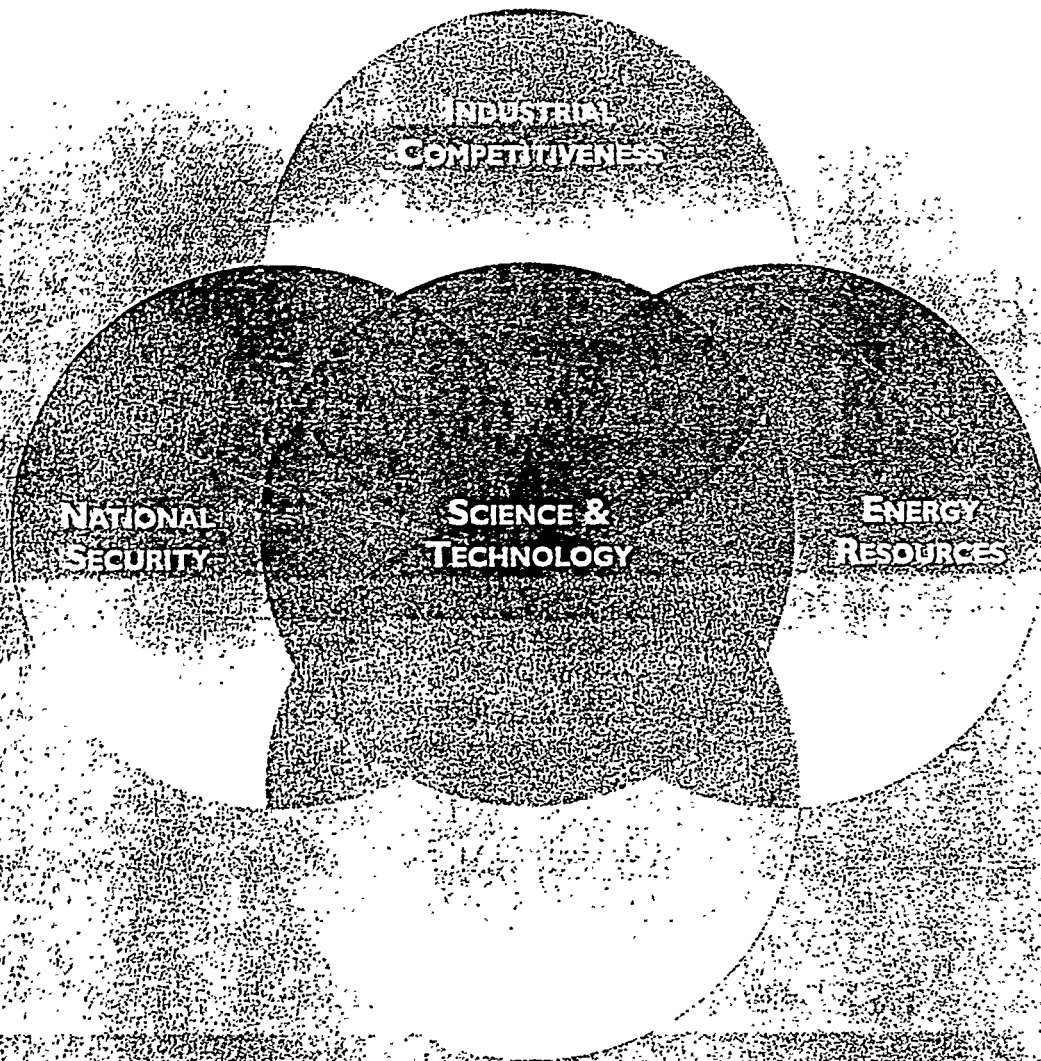 INDUSTRIAL
COMPETITIVENESS
NATIONAL
SECURITY
SCIENCE &
TECHNOLOGY
ENERGY
RESOURCES